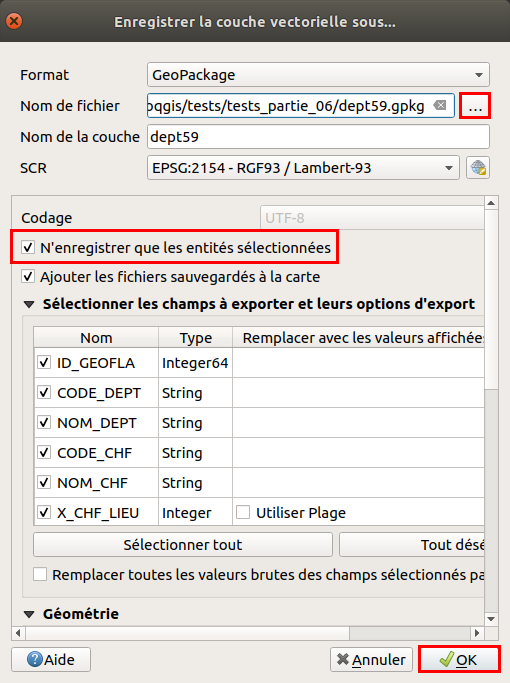 Enregistrer la couche vectorielle sous...
Format GeoPackage
Nom de fichier oqgis/tests/tests_partie_06/dept59.gpkg ...
Nom de la couche dept59
SCR EPSG:2154 - RGF93 / Lambert-93
Codage UTF-8
N'enregistrer que les entités sélectionnées
Ajouter les fichiers sauvegardés à la carte
Sélectionner les champs à exporter et leurs options d'export
Nom Type Remplacer avec les valeurs affichées
ID_GEOFLA Integer64
CODE_DEPT String
NOM_DEPT String
CODE_CHF String
NOM_CHF String
X_CHF_LIEU Integer Utiliser Plage
Sélectionner tout Tout désé
Remplacer toutes les valeurs brutes des champs sélectionnés pa
Géométrie
Aide Annuler OK